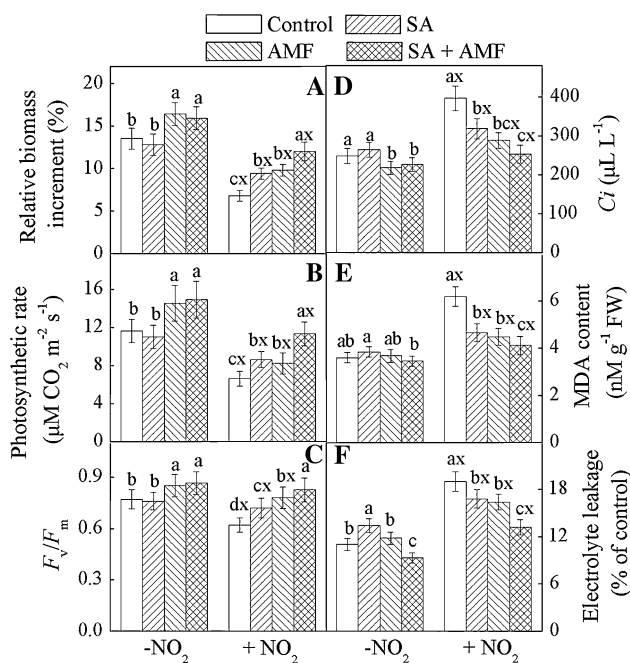 Control SA
AMF SA + AMF
A
Relative biomass
increment (%)
20
15
10
5
0
b b a a
cx bx bx ax
D
Ci (µL L-1)
400
300
200
100
0
a a b b
ax bx bcx cx
B
Photosynthetic rate
(µM CO2 m-2 s-1)
16
12
8
4
0
b b a a
cx bx bx ax
E
MDA content
(nM g-1 FW)
6
4
2
0
ab a ab b
ax bx bx cx
C
Fv/Fm
0.9
0.6
0.3
0.0
b b a a
dx cx bx a
F
Electrolyte leakage
(% of control)
18
12
6
0
b a b c
ax bx bx cx
-NO2 + NO2 -NO2 + NO2